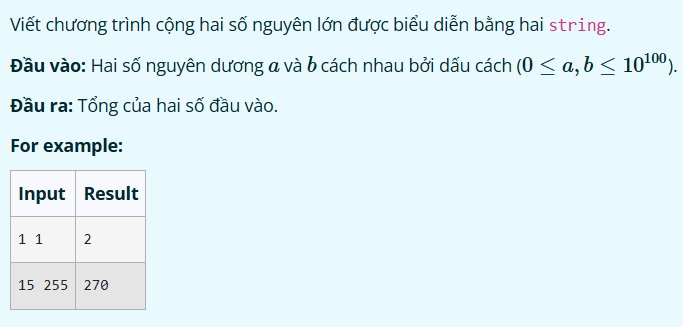 Viết chương trình cộng hai số nguyên lớn được biểu diễn bằng hai string.
Đầu vào: Hai số nguyên dương a và b cách nhau bởi dấu cách (0 ≤ a, b ≤ 10^100).
Đầu ra: Tổng của hai số đầu vào.
For example:
Input Result
1 1 2
15 255 270